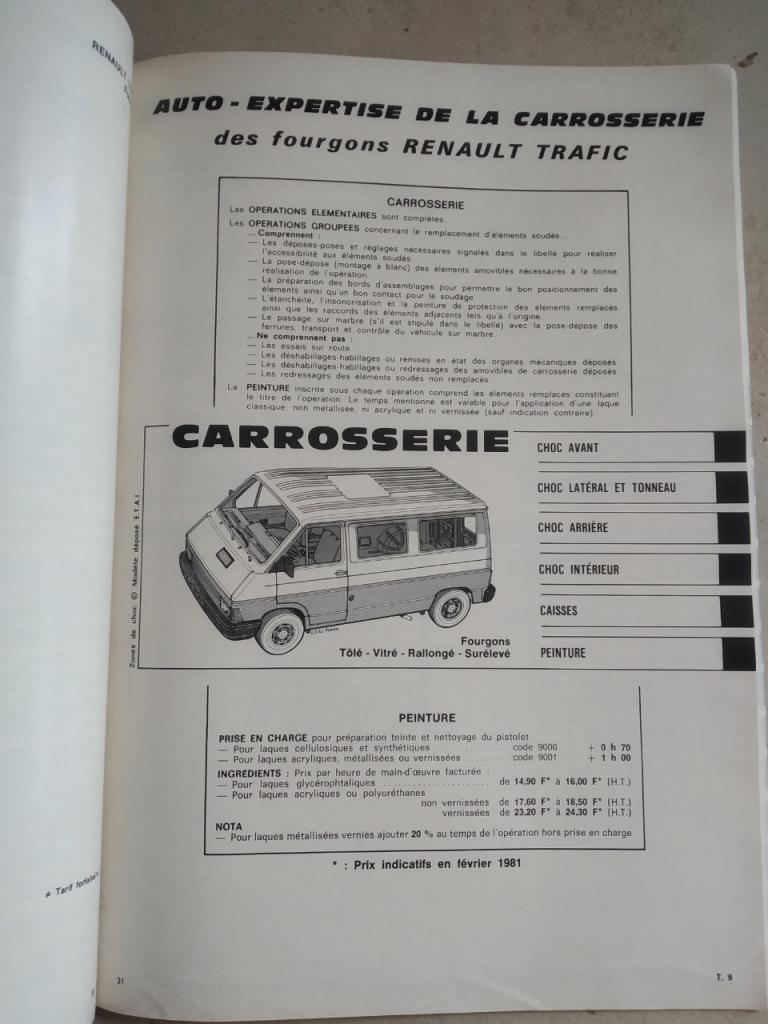 RENAULT
AUTO - EXPERTISE DE LA CARROSSERIE
des fourgons RENAULT TRAFIC
CARROSSERIE
Les OPERATIONS ELEMENTAIRES sont complètes.
Les OPERATIONS GROUPEES concernant le remplacement d'éléments soudés...
... Comprennent :
— Les déposes-poses et réglages nécessaires signalés dans le libellé pour réaliser
l'accessibilité aux éléments soudés.
— La pose-dépose (montage à blanc) des éléments amovibles nécessaires à la bonne
réalisation de l'opération.
— La préparation des bords d'assemblages pour permettre le bon positionnement des
éléments ainsi qu'un bon contact pour le soudage.
— L'étanchéité, l'insonorisation et la peinture de protection des éléments remplacés
ainsi que les raccords des éléments adjacents tels qu'à l'origine.
— Le passage sur marbre (s'il est stipulé dans le libellé) avec la pose-dépose des
ferrures, transport et contrôle du véhicule sur marbre.
... Ne comprennent pas :
— Les essais sur route.
— Les déshabillages-habillages ou remises en état des organes mécaniques déposés.
— Les déshabillages-habillages ou redressages des amovibles de carrosserie déposés.
— Les redressages des éléments soudés non remplacés.
La PEINTURE inscrite sous chaque opération comprend les éléments remplacés constituant
le titre de l'opération. Le temps mentionné est valable pour l'application d'une laque
classique, non métallisée, ni acrylique et ni vernissée (sauf indication contraire).
CARROSSERIE
CHOC AVANT
CHOC LATÉRAL ET TONNEAU
CHOC ARRIÈRE
CHOC INTÉRIEUR
CAISSES
PEINTURE
Zones de choc © Modèle déposé E.T.A.I.
E.T.A.I. France
Fourgons
Tôlé - Vitré - Rallongé - Surélevé
PEINTURE
PRISE EN CHARGE pour préparation teinte et nettoyage du pistolet
— Pour laques cellulosiques et synthétiques ............. code 9000 + 0 h 70
— Pour laques acryliques, métallisées ou vernissées ........ code 9001 + 1 h 00
INGRÉDIENTS : Prix par heure de main-d'œuvre facturée :
— Pour laques glycérophtaliques ...................... de 14,90 F* à 16,00 F* (H.T.)
— Pour laques acryliques ou polyuréthanes
non vernissées de 17,60 F* à 18,50 F* (H.T.)
vernissées de 23,20 F* à 24,30 F* (H.T.)
NOTA
— Pour laques métallisées vernies ajouter 20 % au temps de l'opération hors prise en charge
* : Prix indicatifs en février 1981
* Tarif forfaitaire
31
T. 9